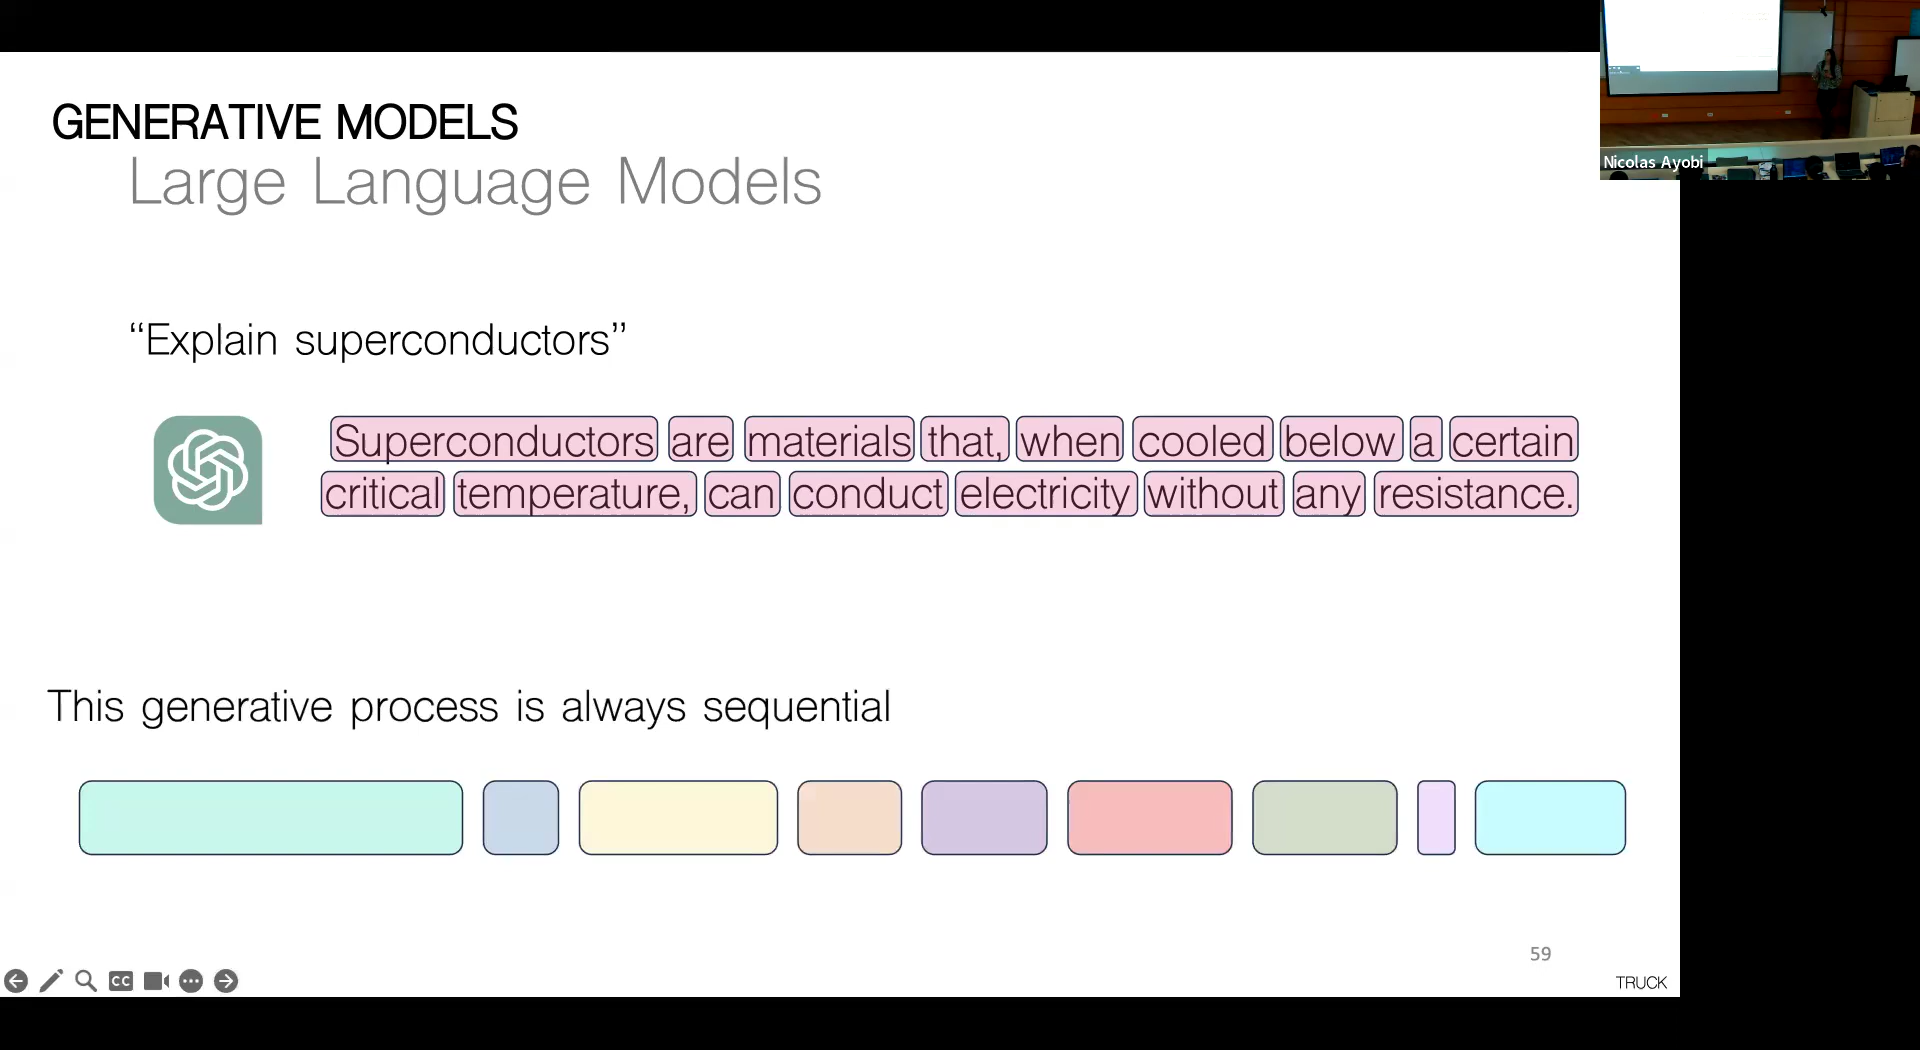 GENERATIVE MODELS
Large Language Models
Nicolas Ayobi
“Explain superconductors”
Superconductors are materials that, when cooled below a certain
critical temperature, can conduct electricity without any resistance.
This generative process is always sequential
59
CC
TRUCK